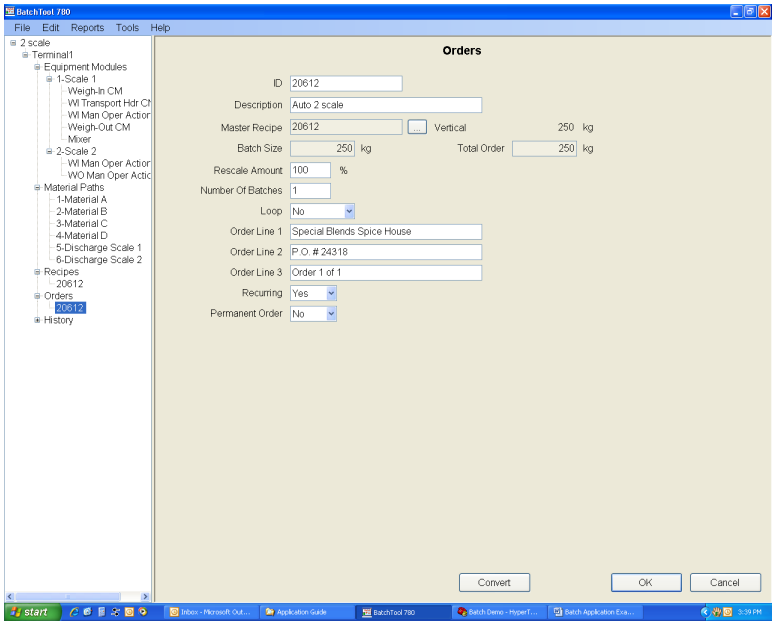 BatchTool 780
File Edit Reports Tools Help
2 scale
Terminal1
Equipment Modules
1-Scale 1
Weigh-In CM
WI Transport Hdr CM
WI Man Oper Action
Weigh-Out CM
Mixer
2-Scale 2
WI Man Oper Action
WO Man Oper Actic
Material Paths
1-Material A
2-Material B
3-Material C
4-Material D
5-Discharge Scale 1
6-Discharge Scale 2
Recipes
20612
Orders
20612
History
Orders
ID 20612
Description Auto 2 scale
Master Recipe 20612 ... Vertical 250 kg
Batch Size 250 kg Total Order 250 kg
Rescale Amount 100 %
Number Of Batches 1
Loop No
Order Line 1 Special Blends Spice House
Order Line 2 P.O. # 24318
Order Line 3 Order 1 of 1
Recurring Yes
Permanent Order No
Convert OK Cancel
start Inbox - Microsoft Out... Application Guide BatchTool 780 Batch Demo - HyperT... Batch Application Exa... 3:39 PM